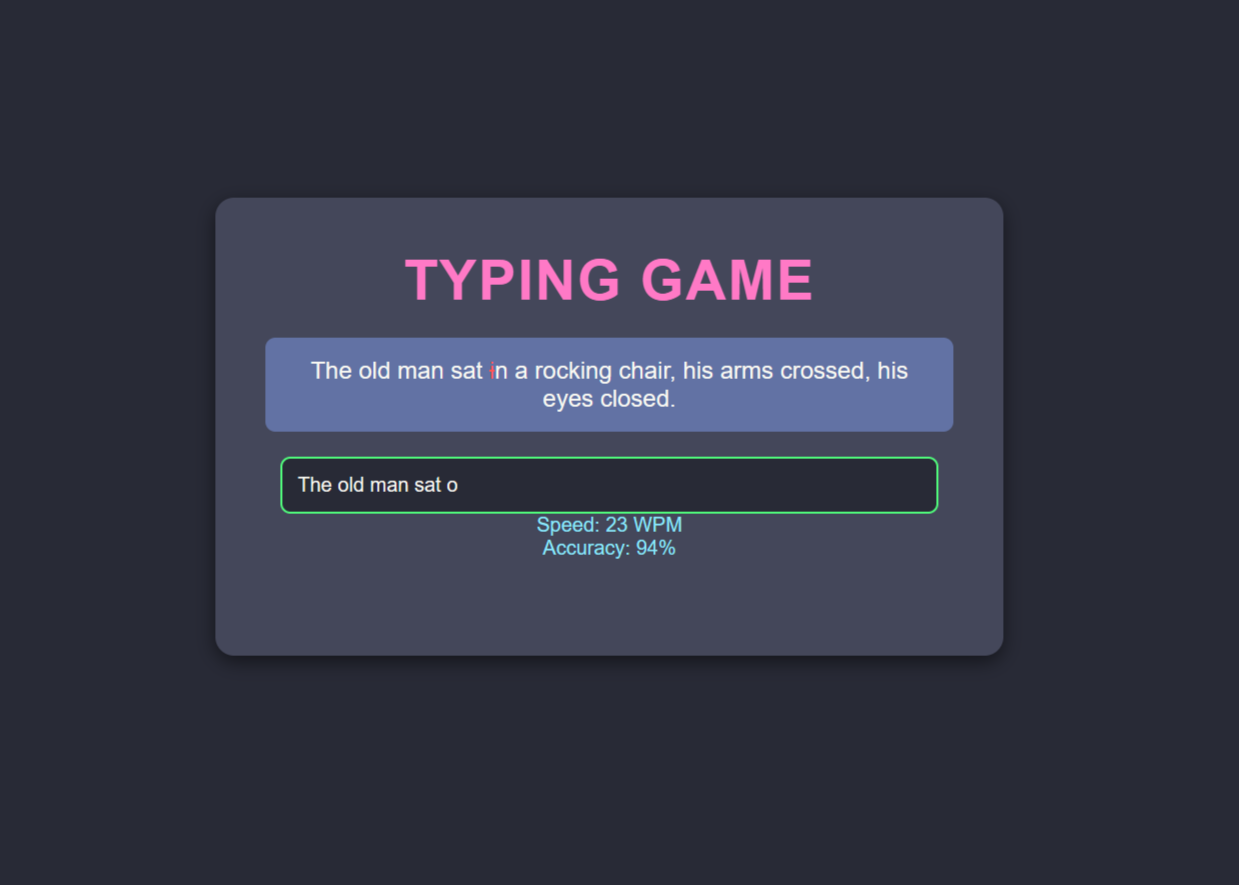 TYPING GAME
The old man sat in a rocking chair, his arms crossed, his
eyes closed.
The old man sat o
Speed: 23 WPM
Accuracy: 94%